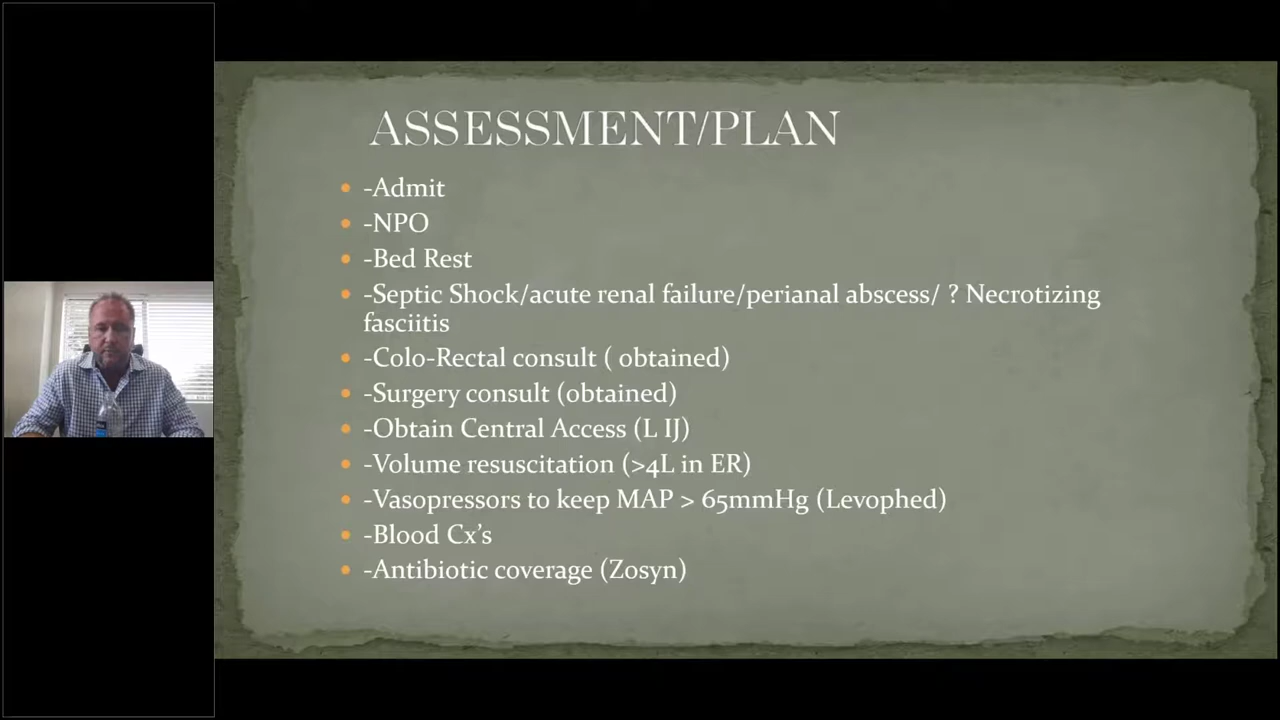 ASSESSMENT/PLAN
-Admit
-NPO
-Bed Rest
-Septic Shock/acute renal failure/perianal abscess/ ? Necrotizing
fasciitis
-Colo-Rectal consult ( obtained)
-Surgery consult (obtained)
-Obtain Central Access (L IJ)
-Volume resuscitation (>4L in ER)
-Vasopressors to keep MAP > 65mmHg (Levophed)
-Blood Cx's
-Antibiotic coverage (Zosyn)